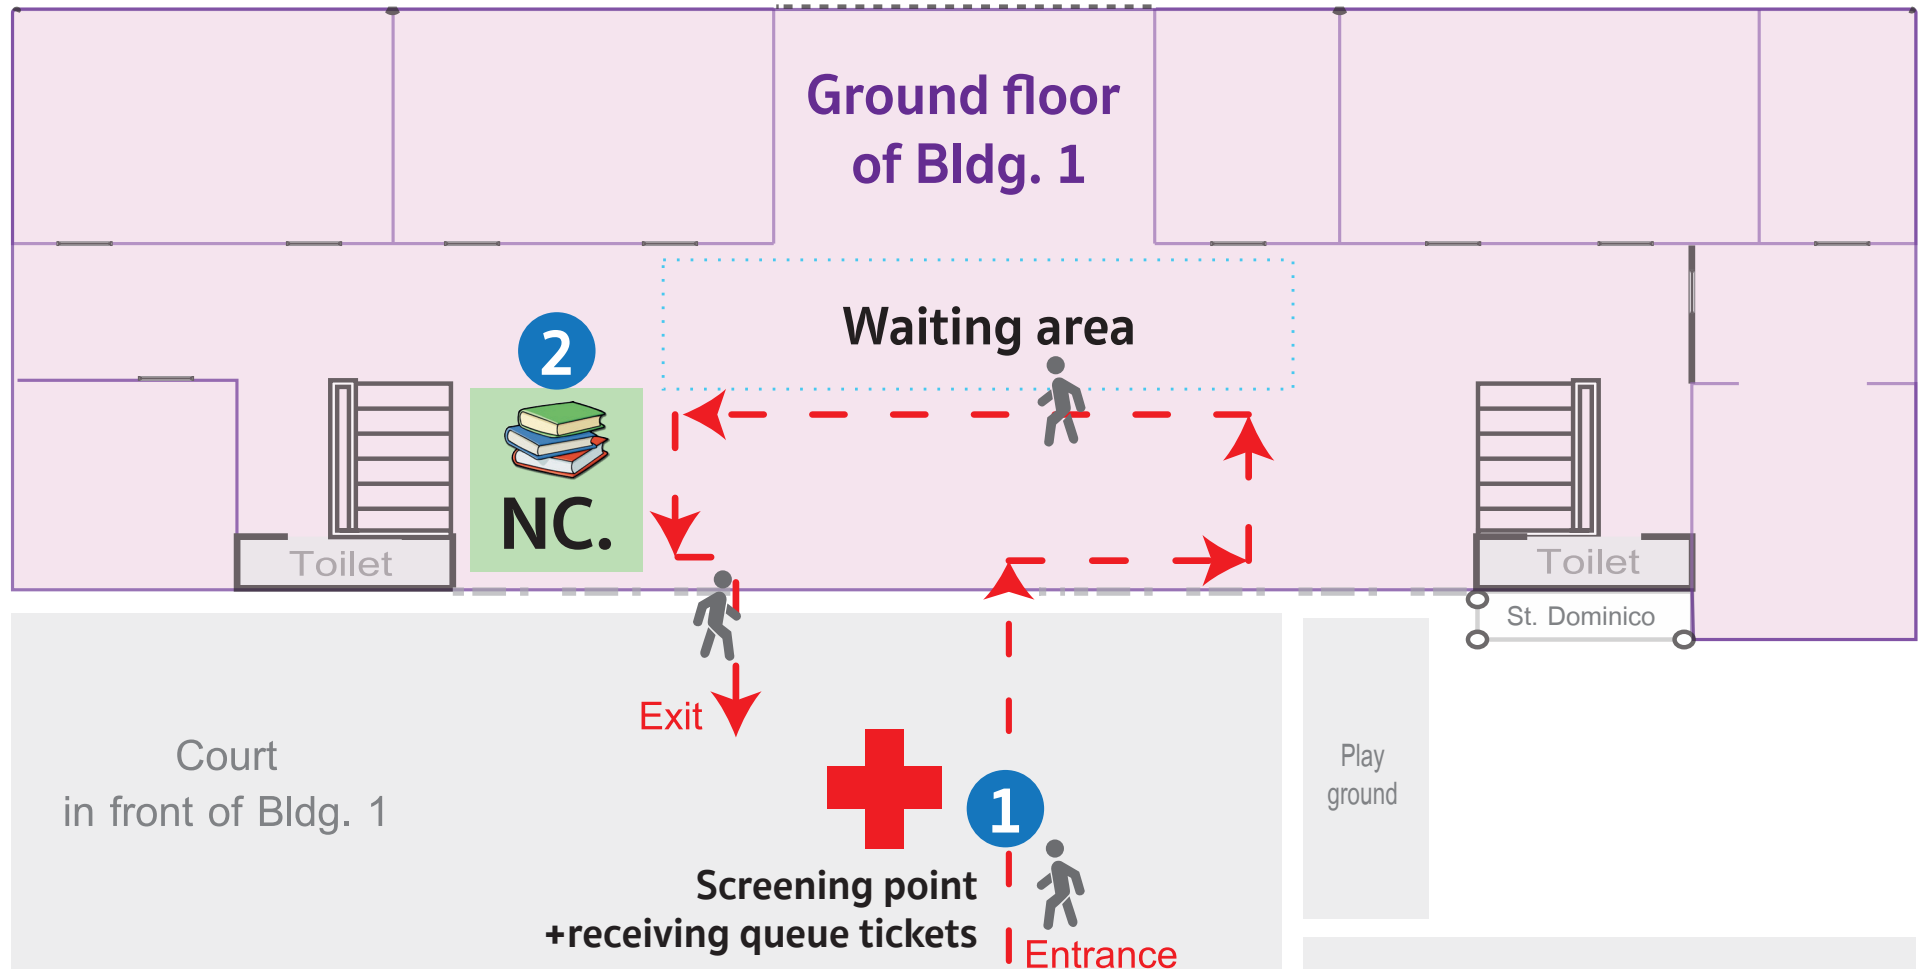 Ground floor
of Bldg. 1
Waiting area
2
NC.
Toilet
Toilet
St. Dominico
Exit
Court
in front of Bldg. 1
Play
ground
1
Screening point
+receiving queue tickets
Entrance